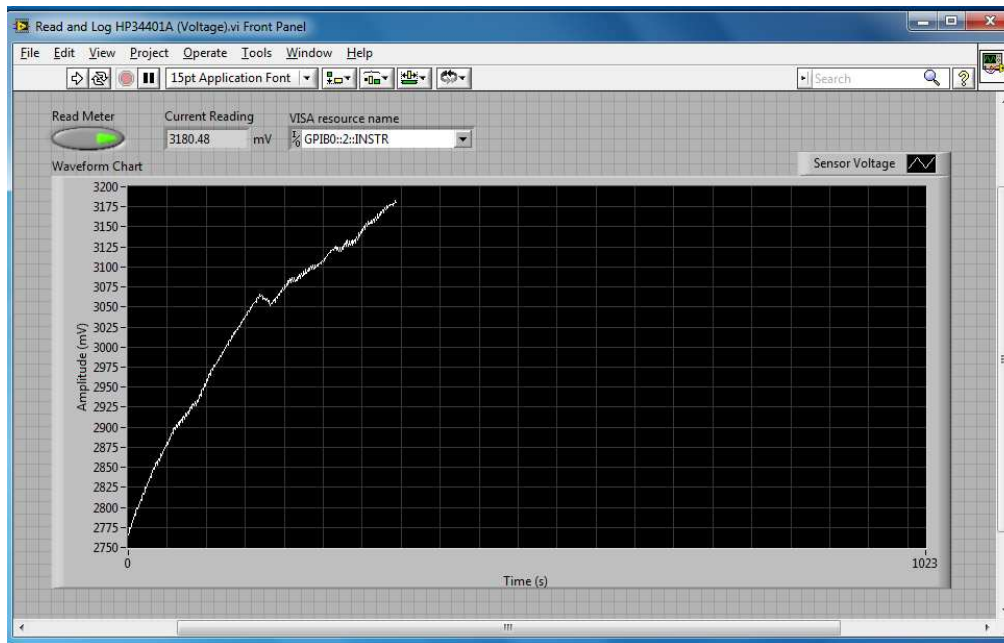 Read and Log HP34401A (Voltage).vi Front Panel
File Edit View Project Operate Tools Window Help
15pt Application Font
Search
Read Meter
Current Reading
VISA resource name
3180.48 mV
GPIB0::2::INSTR
Waveform Chart
Sensor Voltage
Amplitude (mV)
3200
3175
3150
3125
3100
3075
3050
3025
3000
2975
2950
2925
2900
2875
2850
2825
2800
2775
2750
0
1023
Time (s)